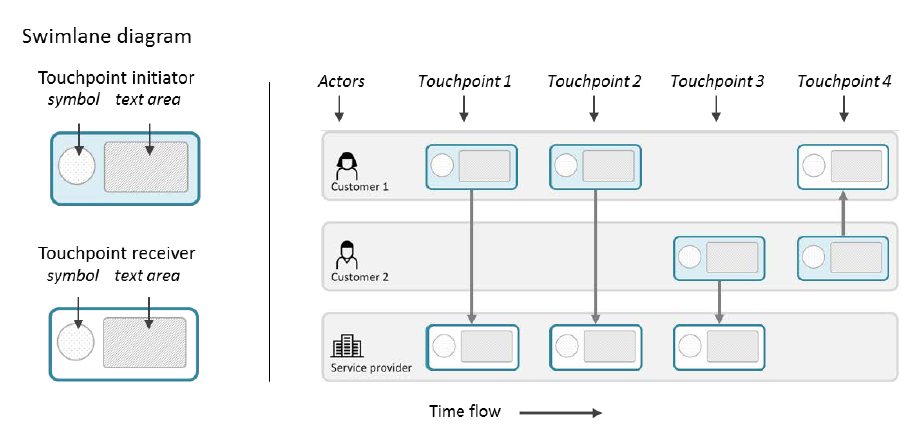 Swimlane diagram
Touchpoint initiator
symbol text area
Touchpoint receiver
symbol text area
Actors Touchpoint 1 Touchpoint 2 Touchpoint 3 Touchpoint 4
Customer 1
Customer 2
Service provider
Time flow